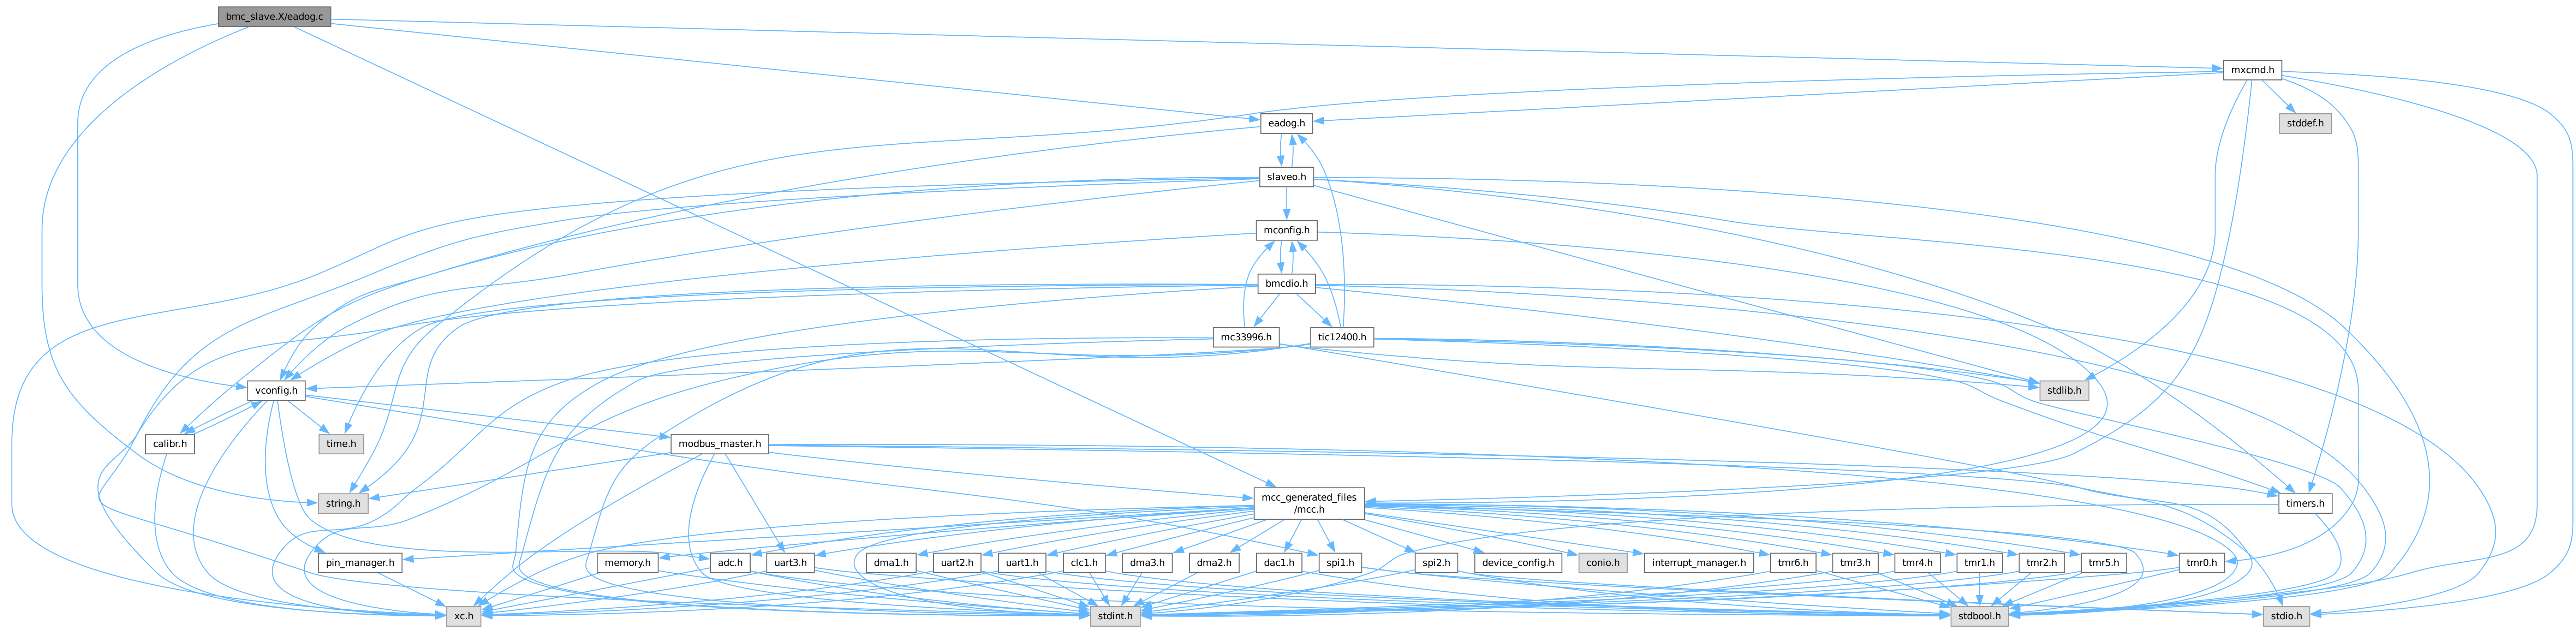 bmc_slave.X/eadog.c
mxcmd.h
eadog.h
stddef.h
slaveo.h
mconfig.h
bmcdio.h
mc33996.h
tic12400.h
vconfig.h
stdlib.h
calibr.h
time.h
modbus_master.h
string.h
mcc_generated_files
/mcc.h
timers.h
pin_manager.h
memory.h
adc.h
uart3.h
dma1.h
uart2.h
uart1.h
clc1.h
dma3.h
dma2.h
dac1.h
spi1.h
spi2.h
device_config.h
conio.h
interrupt_manager.h
tmr6.h
tmr3.h
tmr4.h
tmr1.h
tmr2.h
tmr5.h
tmr0.h
xc.h
stdint.h
stdbool.h
stdio.h